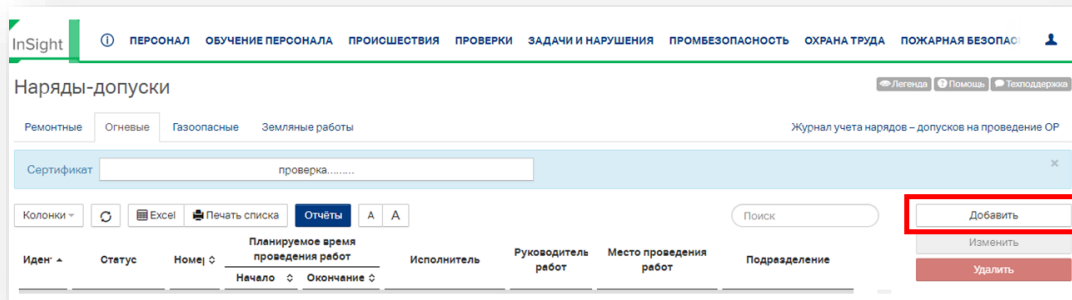 InSight ПЕРСОНАЛ ОБУЧЕНИЕ ПЕРСОНАЛА ПРОИСШЕСТВИЯ ПРОВЕРКИ ЗАДАЧИ И НАРУШЕНИЯ ПРОМБЕЗОПАСНОСТЬ ОХРАНА ТРУДА ПОЖАРНАЯ БЕЗОПАС
Наряды-допуски Легенда Помощь Техподдержка
Ремонтные Огневые Газоопасные Земляные работы Журнал учета нарядов – допусков на проведение ОР
Сертификат проверка......... ×
Колонки Excel Печать списка Отчёты A A Поиск Добавить
Изменить
Удалить
Иден Статус Номер Планируемое время
проведения работ Исполнитель Руководитель
работ Место проведения
работ Подразделение
Начало Окончание